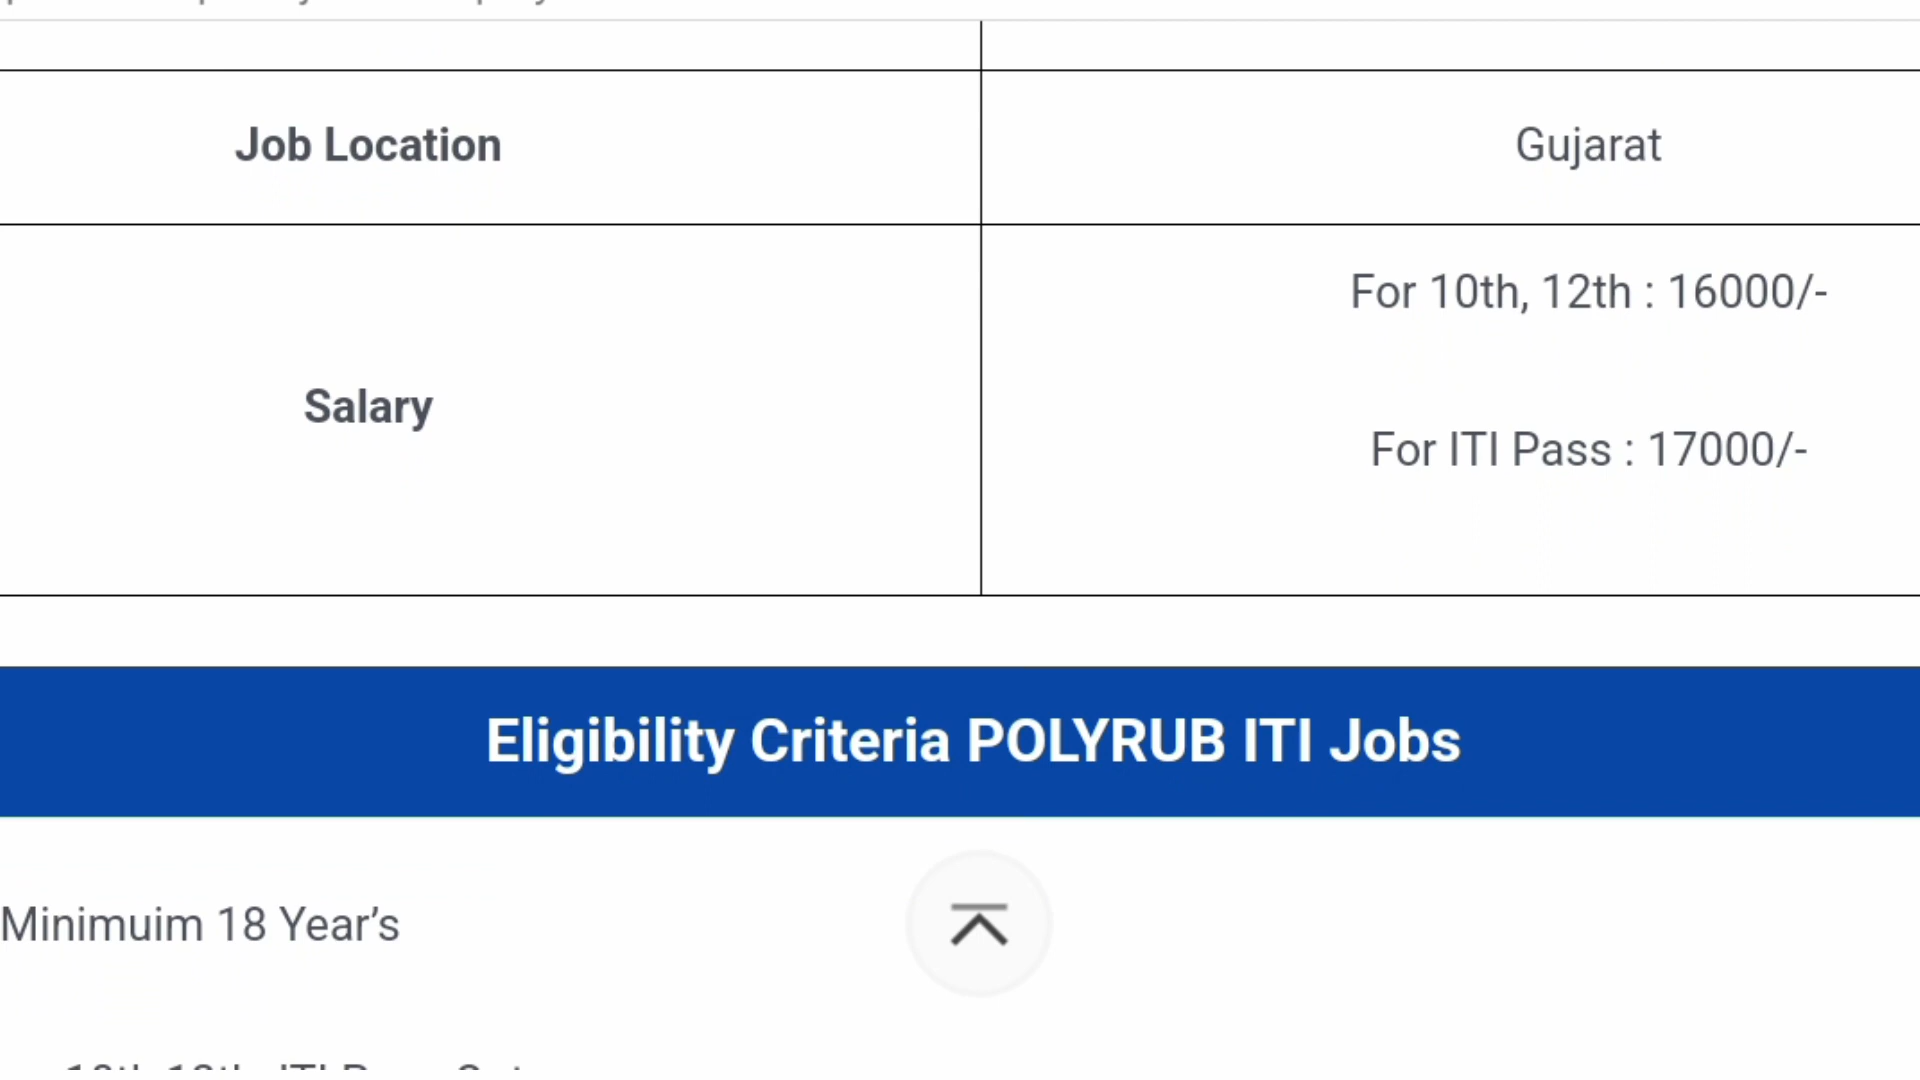 Job Location
Gujarat
For 10th, 12th : 16000/-
Salary
For ITI Pass : 17000/-
Eligibility Criteria POLYRUB ITI Jobs
Minimuim 18 Year’s